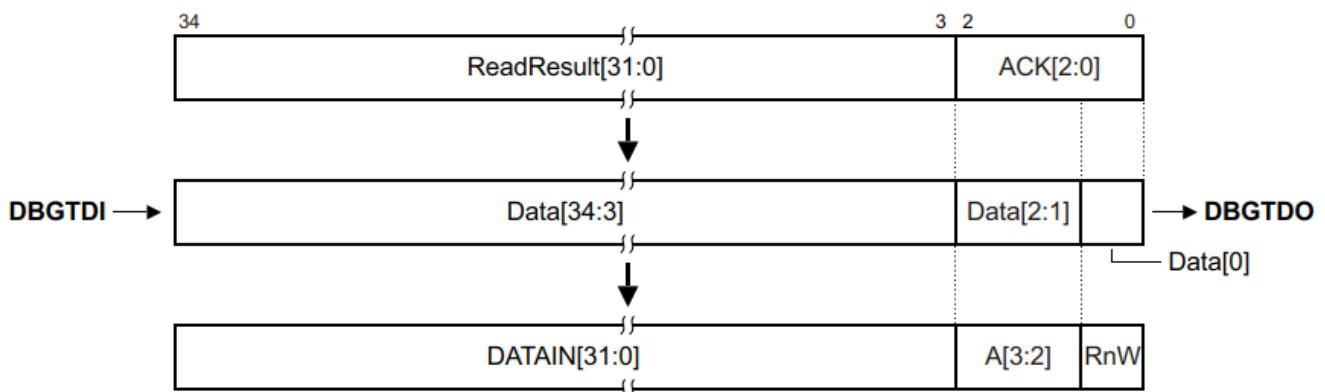 34 3 2 0
ReadResult[31:0] ACK[2:0]
DBGTDI Data[34:3] Data[2:1] DBGTDO
Data[0]
DATAIN[31:0] A[3:2] RnW